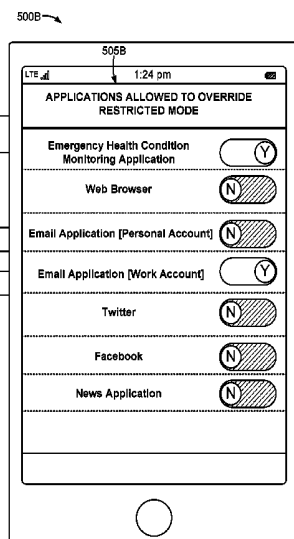 500B
505B
LTE 1:24 pm
APPLICATIONS ALLOWED TO OVERRIDE
RESTRICTED MODE
Emergency Health Condition
Monitoring Application
Y
Web Browser
N
Email Application [Personal Account]
N
Email Application [Work Account]
Y
Twitter
N
Facebook
N
News Application
N